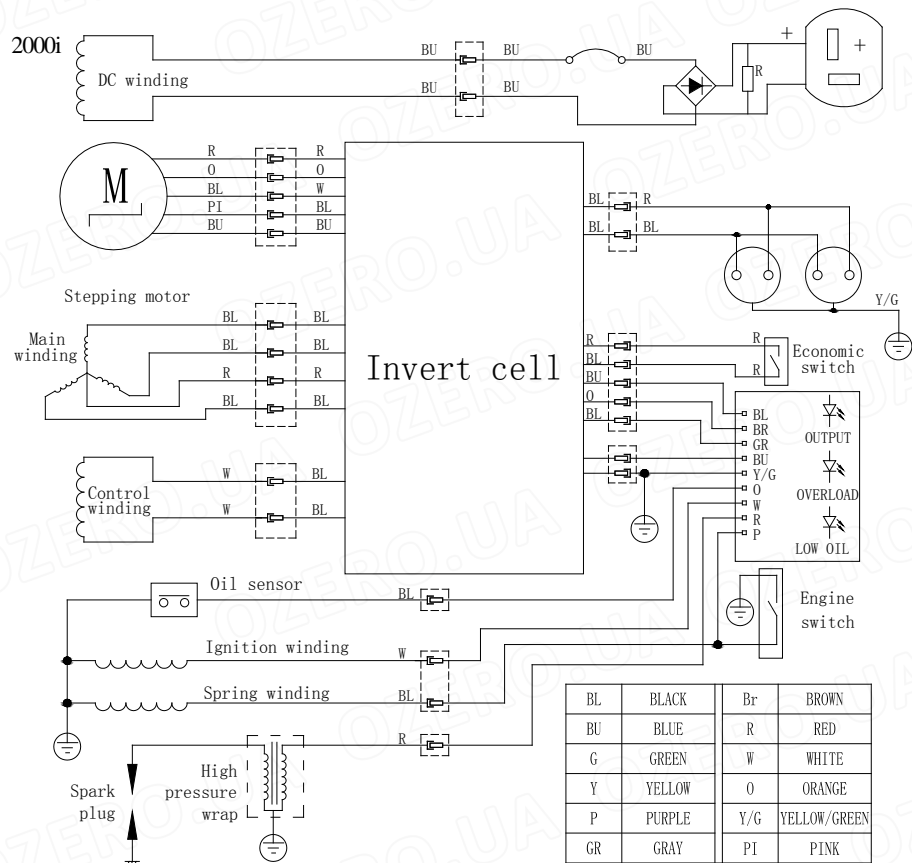 2000i
DC winding
BU BU BU
BU BU
R
+
+
M
R R
O O
BL W
PI BL
BU BU
Stepping motor
Main
winding
BL BL
BL BL
R R
BL BL
Control
winding
W BL
W BL
Invert cell
BL R
BL BL
Y/G
R R
BL R
BU
O
BL
Economic
switch
BL
BR
GR
BU
Y/G
O
W
R
P
OUTPUT
OVERLOAD
LOW OIL
Engine
switch
Oil sensor
BL
Ignition winding
W
Spring winding
BL
R
High
pressure
wrap
Spark
plug
BL BLACK Br BROWN
BU BLUE R RED
G GREEN W WHITE
Y YELLOW O ORANGE
P PURPLE Y/G YELLOW/GREEN
GR GRAY PI PINK
OZERO.UA